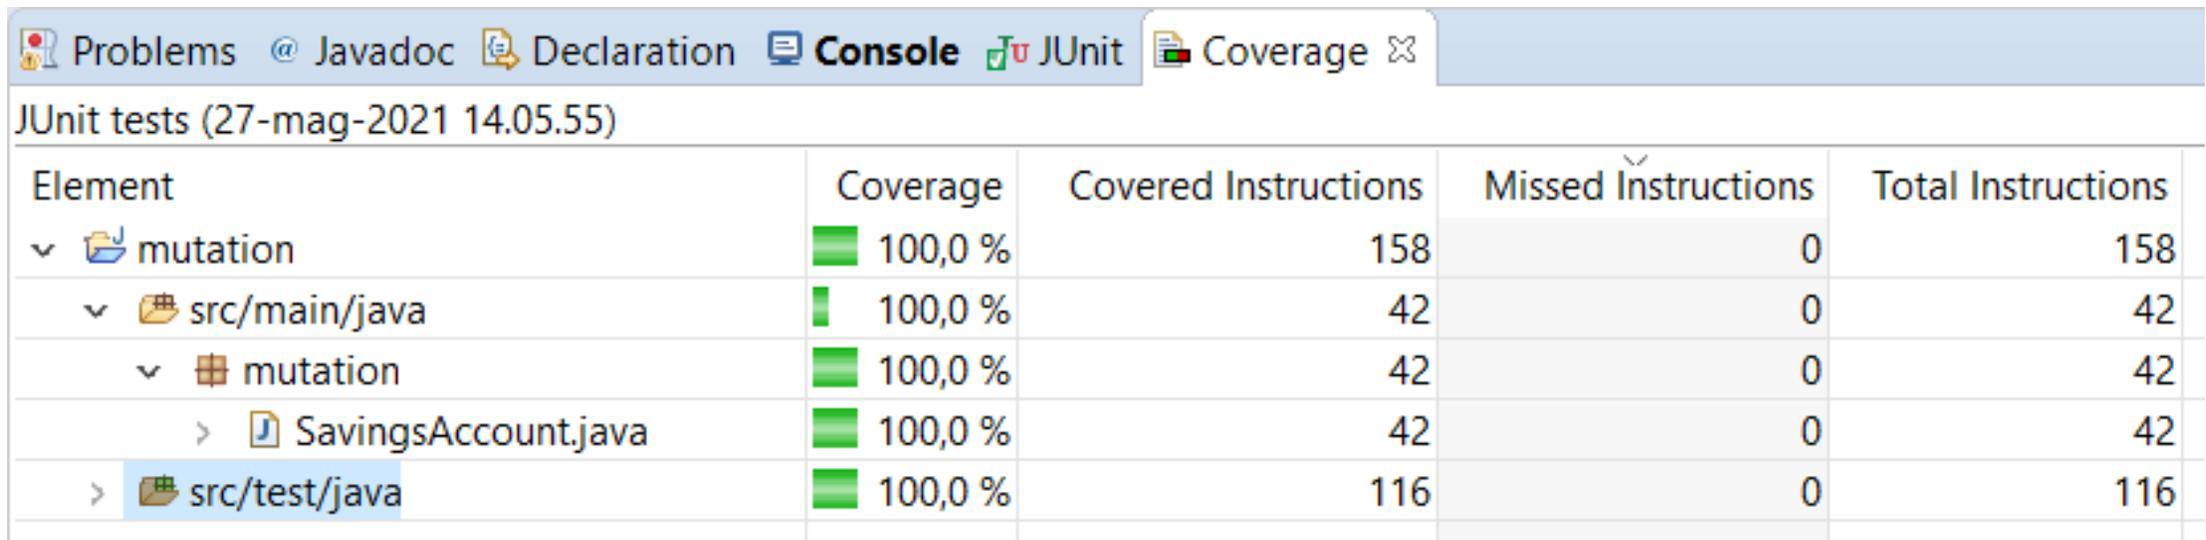 Problems @ Javadoc Declaration Console JUnit Coverage
JUnit tests (27-mag-2021 14.05.55)
Element Coverage Covered Instructions Missed Instructions Total Instructions
mutation 100,0 % 158 0 158
src/main/java 100,0 % 42 0 42
mutation 100,0 % 42 0 42
SavingsAccount.java 100,0 % 42 0 42
src/test/java 100,0 % 116 0 116